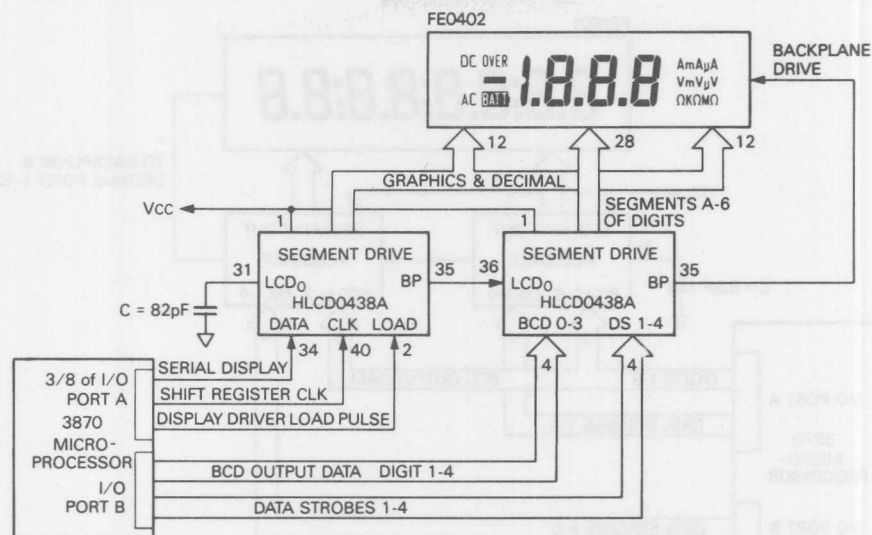 FE0402
DC OVER
AC BATT
-1.8.8.8
AmAµA
VmVµV
ΩKΩMΩ
BACKPLANE
DRIVE
12
28
12
GRAPHICS & DECIMAL
SEGMENTS A-6
OF DIGITS
Vcc
1
1
SEGMENT DRIVE
31
LCDO
BP
35
HLCD0438A
DATA CLK LOAD
C = 82pF
34
40
2
SEGMENT DRIVE
36
LCDO
BP
35
HLCD0438A
BCD 0-3 DS 1-4
4
4
3/8 of I/O
PORT A
3870
MICRO-
PROCESSOR
I/O
PORT B
SERIAL DISPLAY
SHIFT REGISTER CLK
DISPLAY DRIVER LOAD PULSE
BCD OUTPUT DATA DIGIT 1-4
DATA STROBES 1-4